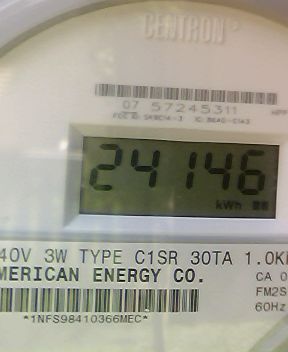 CENTRON
07 57245311
24146
kWh
40V 3W TYPE C1SR 30TA 1.0K
MERICAN ENERGY CO.
CA 0
FM2S
60Hz
*1NFS98410366MEC*